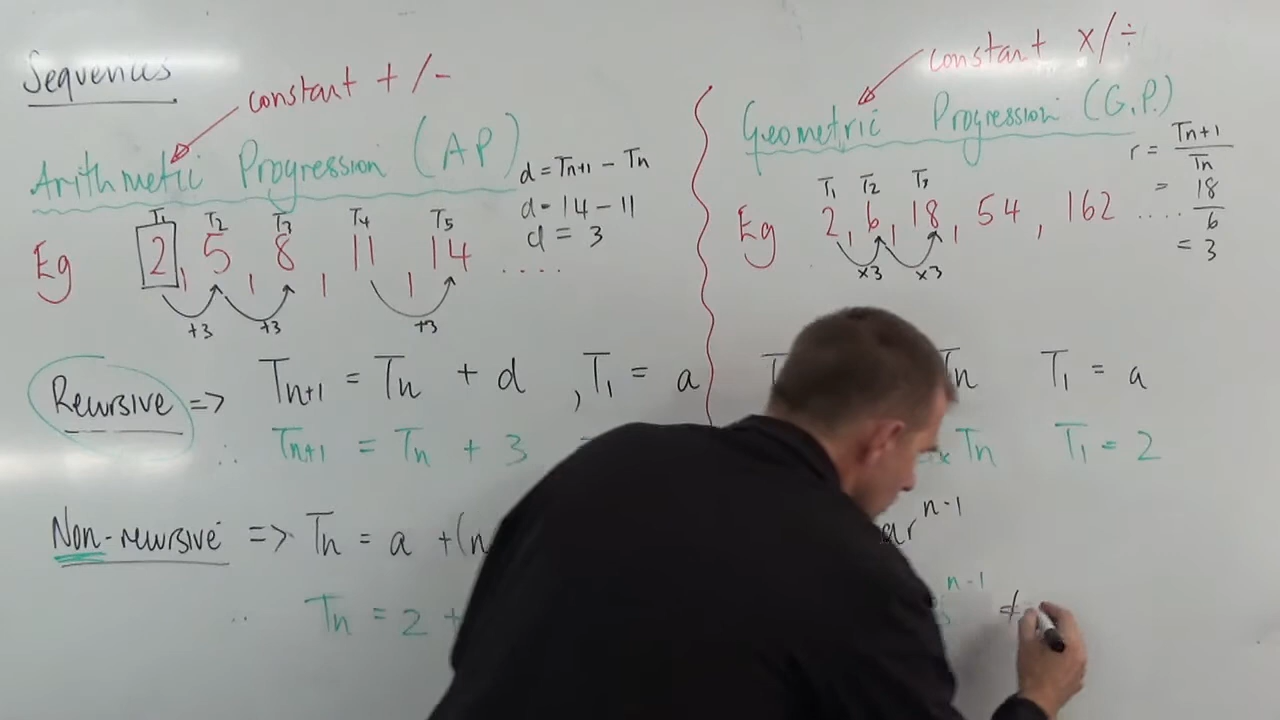 Sequences
constant + / -
Arithmetic Progression (AP)
d = Tn+1 - Tn
d = 14 - 11
d = 3
T1 T2 T3 T4 T5
Eg 2, 5, 8, 11, 14 ....
+3 +3 +3
Recursive => Tn+1 = Tn + d , T1 = a
∴ Tn+1 = Tn + 3
Non-recursive => Tn = a + (n
∴ Tn = 2 +
constant x / ÷
Geometric Progression (G.P.)
r = Tn+1 / Tn
= 18 / 6
= 3
T1 T2 T3
Eg 2, 6, 18, 54, 162 ....
x3 x3
Tn T1 = a
x Tn T1 = 2
ar^n-1
n-1 ≠